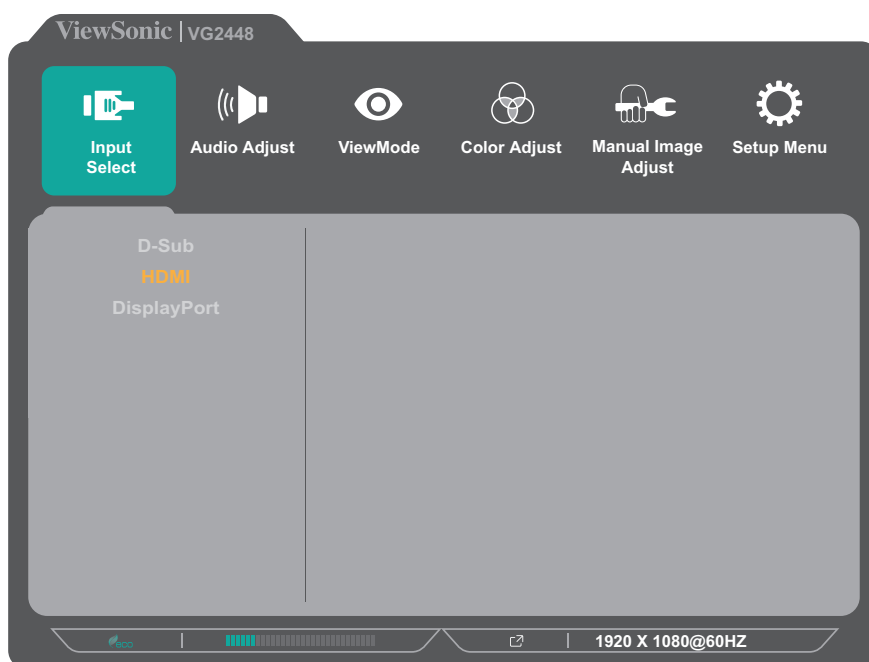 ViewSonic | VG2448
Input Select
Audio Adjust
ViewMode
Color Adjust
Manual Image Adjust
Setup Menu
D-Sub
HDMI
DisplayPort
eco
1920 X 1080@60HZ